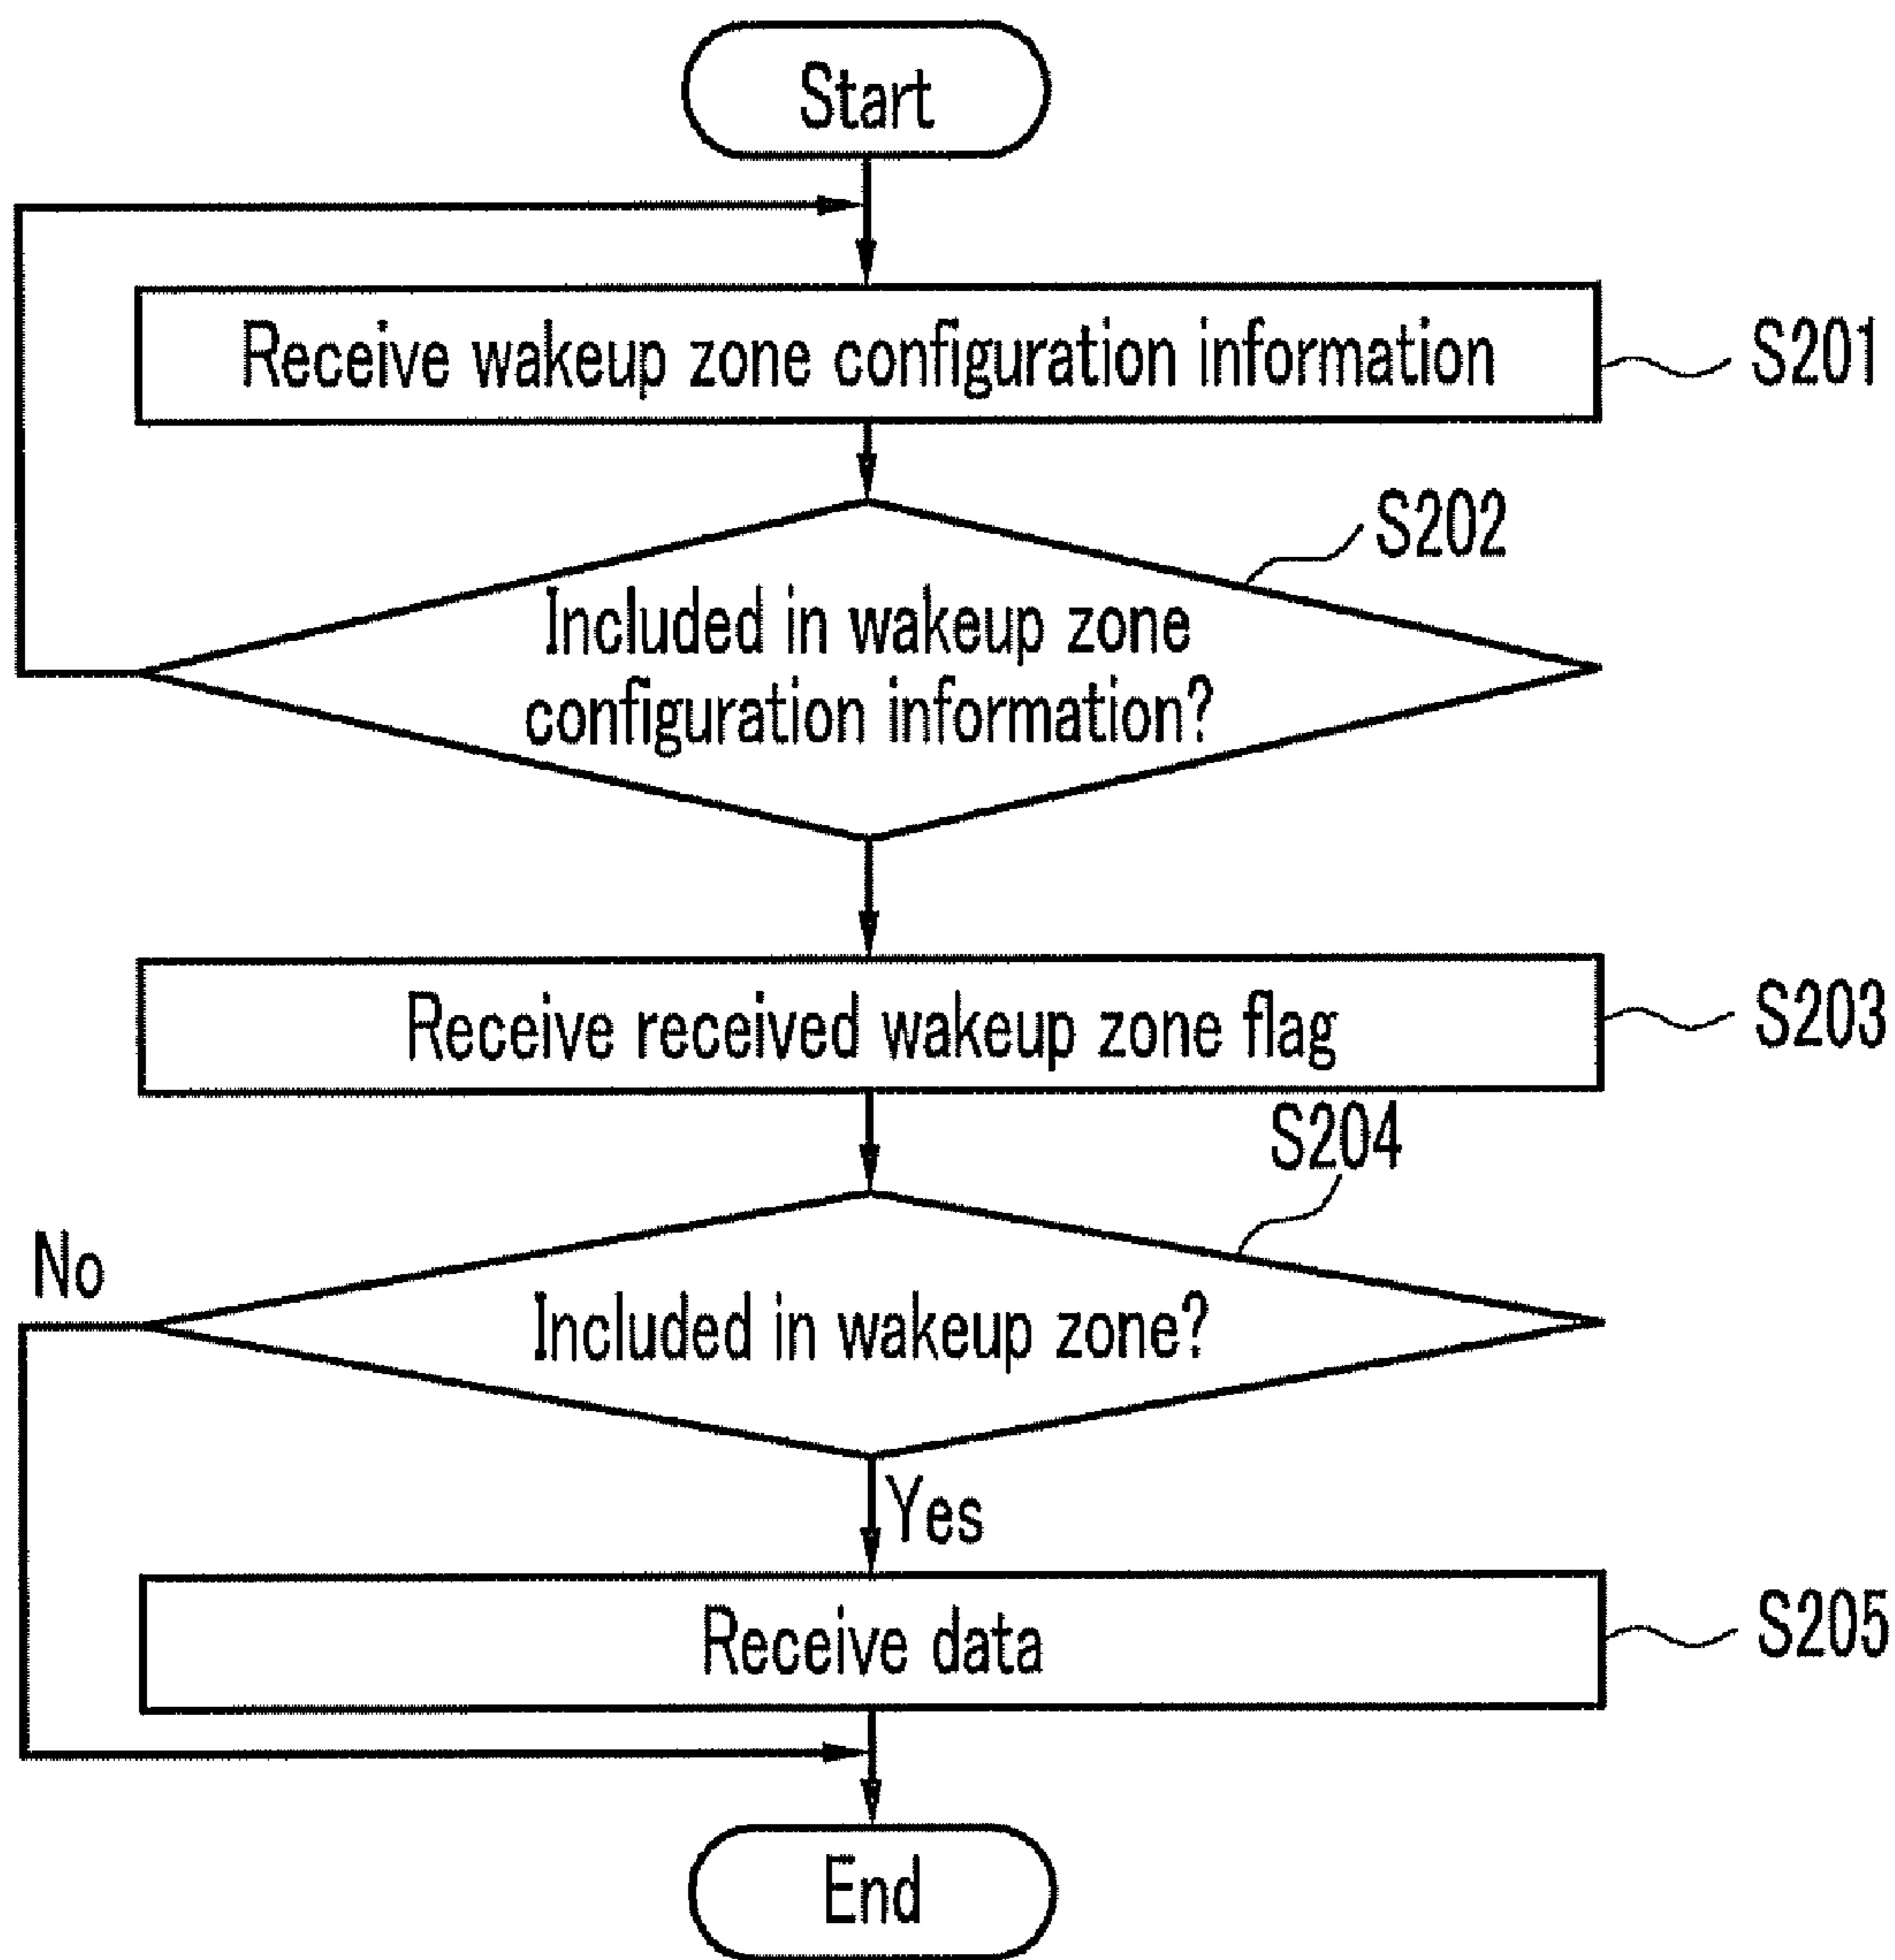 Start
Receive wakeup zone configuration information
S201
S202
Included in wakeup zone
configuration information?
Receive received wakeup zone flag
S203
S204
No
Included in wakeup zone?
Yes
Receive data
S205
End